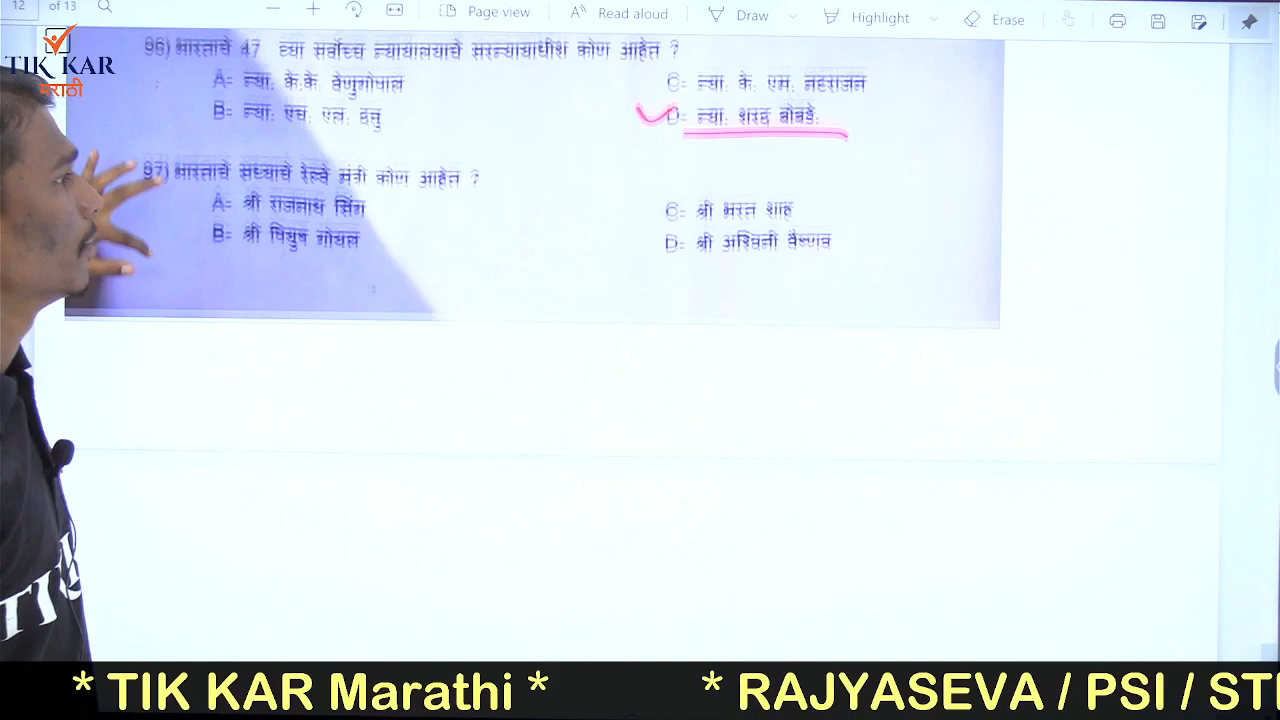 12 of 13
Page view
Read aloud
Draw
Highlight
Erase
TIK KAR
मराठी
96) भारताचे 47 व्या सर्वोच्च न्यायालयाचे सरन्यायाधीश कोण आहेत ?
A= न्या. के.के. वेणुगोपाल
C= न्या. के. एम. नटराजन
B= न्या. एच. एल. दत्तु
D= न्या. शरद बोबडे.
97) भारताचे सध्याचे रेल्वे मंत्री कोण आहेत ?
A= श्री राजनाथ सिंग
C= श्री भरत शाह
B= श्री पियुष गोयल
D= श्री अश्विनी वैष्णव
* TIK KAR Marathi * * RAJYASEVA / PSI / STI